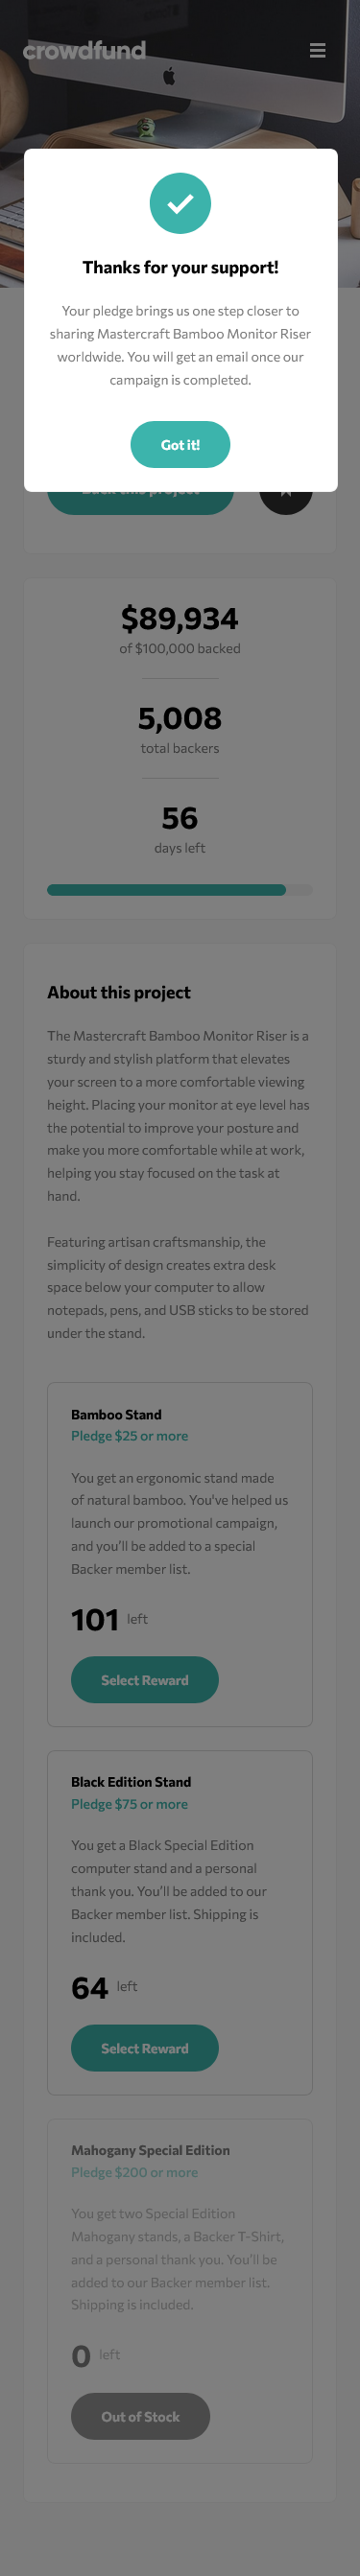 crowdfund
Thanks for your support!
Your pledge brings us one step closer to
sharing Mastercraft Bamboo Monitor Riser
worldwide. You will get an email once our
campaign is completed.
Got it!
Back this project
$89,934
of $100,000 backed
5,008
total backers
56
days left
About this project
The Mastercraft Bamboo Monitor Riser is a
sturdy and stylish platform that elevates
your screen to a more comfortable viewing
height. Placing your monitor at eye level has
the potential to improve your posture and
make you more comfortable while at work,
helping you stay focused on the task at
hand.
Featuring artisan craftsmanship, the
simplicity of design creates extra desk
space below your computer to allow
notepads, pens, and USB sticks to be stored
under the stand.
Bamboo Stand
Pledge $25 or more
You get an ergonomic stand made
of natural bamboo. You've helped us
launch our promotional campaign,
and you’ll be added to a special
Backer member list.
101 left
Select Reward
Black Edition Stand
Pledge $75 or more
You get a Black Special Edition
computer stand and a personal
thank you. You’ll be added to our
Backer member list. Shipping is
included.
64 left
Select Reward
Mahogany Special Edition
Pledge $200 or more
You get two Special Edition
Mahogany stands, a Backer T-Shirt,
and a personal thank you. You’ll be
added to our Backer member list.
Shipping is included.
0 left
Out of Stock